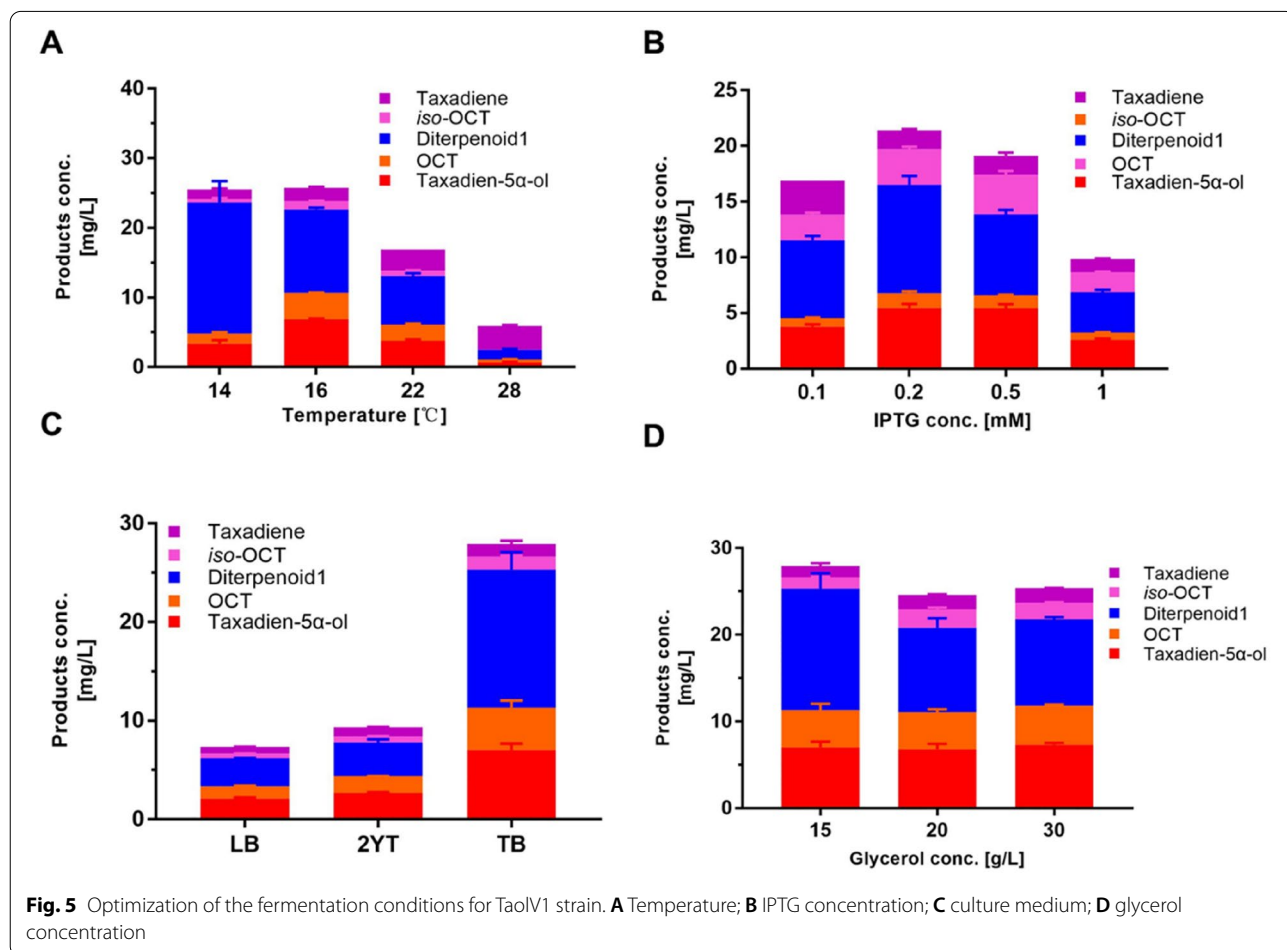 A
Products conc.
[mg/L]
40
30
20
10
0
Taxadiene
iso-OCT
Diterpenoid1
OCT
Taxadien-5α-ol
14 16 22 28
Temperature [℃]
B
Products conc.
[mg/L]
25
20
15
10
5
0
Taxadiene
iso-OCT
Diterpenoid1
OCT
Taxadien-5α-ol
0.1 0.2 0.5 1
IPTG conc. [mM]
C
Products conc.
[mg/L]
30
20
10
0
Taxadiene
iso-OCT
Diterpenoid1
OCT
Taxadien-5α-ol
LB 2YT TB
D
Products conc.
[mg/L]
30
20
10
0
Taxadiene
iso-OCT
Diterpenoid1
OCT
Taxadien-5α-ol
15 20 30
Glycerol conc. [g/L]
Fig. 5 Optimization of the fermentation conditions for TaolV1 strain. A Temperature; B IPTG concentration; C culture medium; D glycerol
concentration